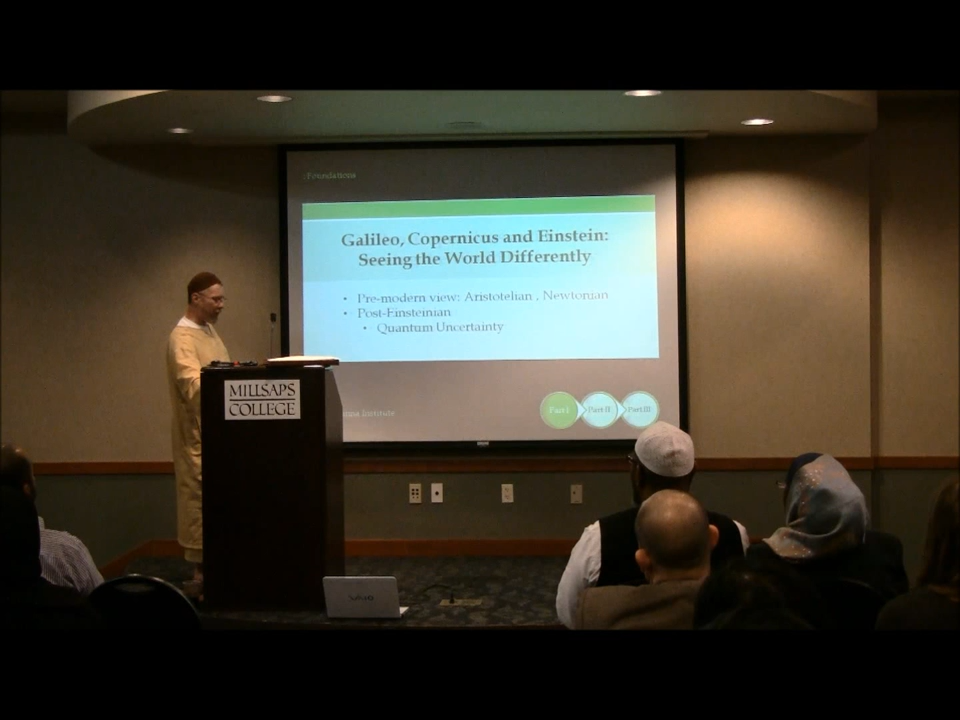 :Foundations
Galileo, Copernicus and Einstein:
Seeing the World Differently
• Pre-modern view: Aristotelian , Newtonian
• Post-Einsteinian
• Quantum Uncertainty
MILLSAPS
COLLEGE
Institute
Part I
Part II
Part III
VAIO